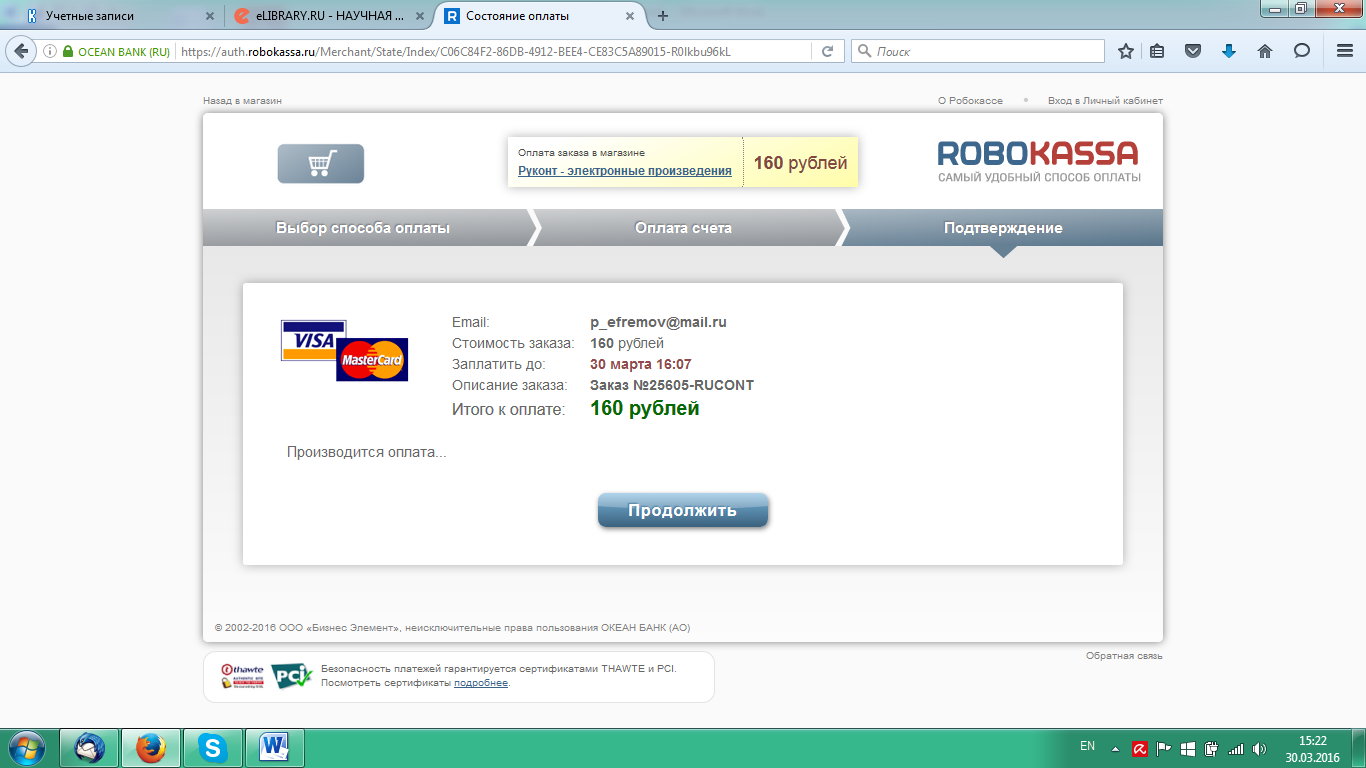 Учетные записи
eLIBRARY.RU - НАУЧНАЯ ...
Состояние оплаты
OCEAN BANK (RU)
https://auth.robokassa.ru/Merchant/State/Index/C06C84F2-86DB-4912-BEE4-CE83C5A89015-R0Ikbu96kL
Поиск
Назад в магазин
О Робокассе
Вход в Личный кабинет
Оплата заказа в магазине
Руконт - электронные произведения
160 рублей
ROBOKASSA
САМЫЙ УДОБНЫЙ СПОСОБ ОПЛАТЫ
Выбор способа оплаты
Оплата счета
Подтверждение
VISA
MasterCard
Email: p_efremov@mail.ru
Стоимость заказа: 160 рублей
Заплатить до: 30 марта 16:07
Описание заказа: Заказ №25605-RUCONT
Итого к оплате: 160 рублей
Производится оплата...
Продолжить
© 2002-2016 ООО «Бизнес Элемент», неисключительные права пользования ОКЕАН БАНК (АО)
Обратная связь
thawte
PCI
Безопасность платежей гарантируется сертификатами THAWTE и PCI.
Посмотреть сертификаты подробнее.
EN
15:22
30.03.2016